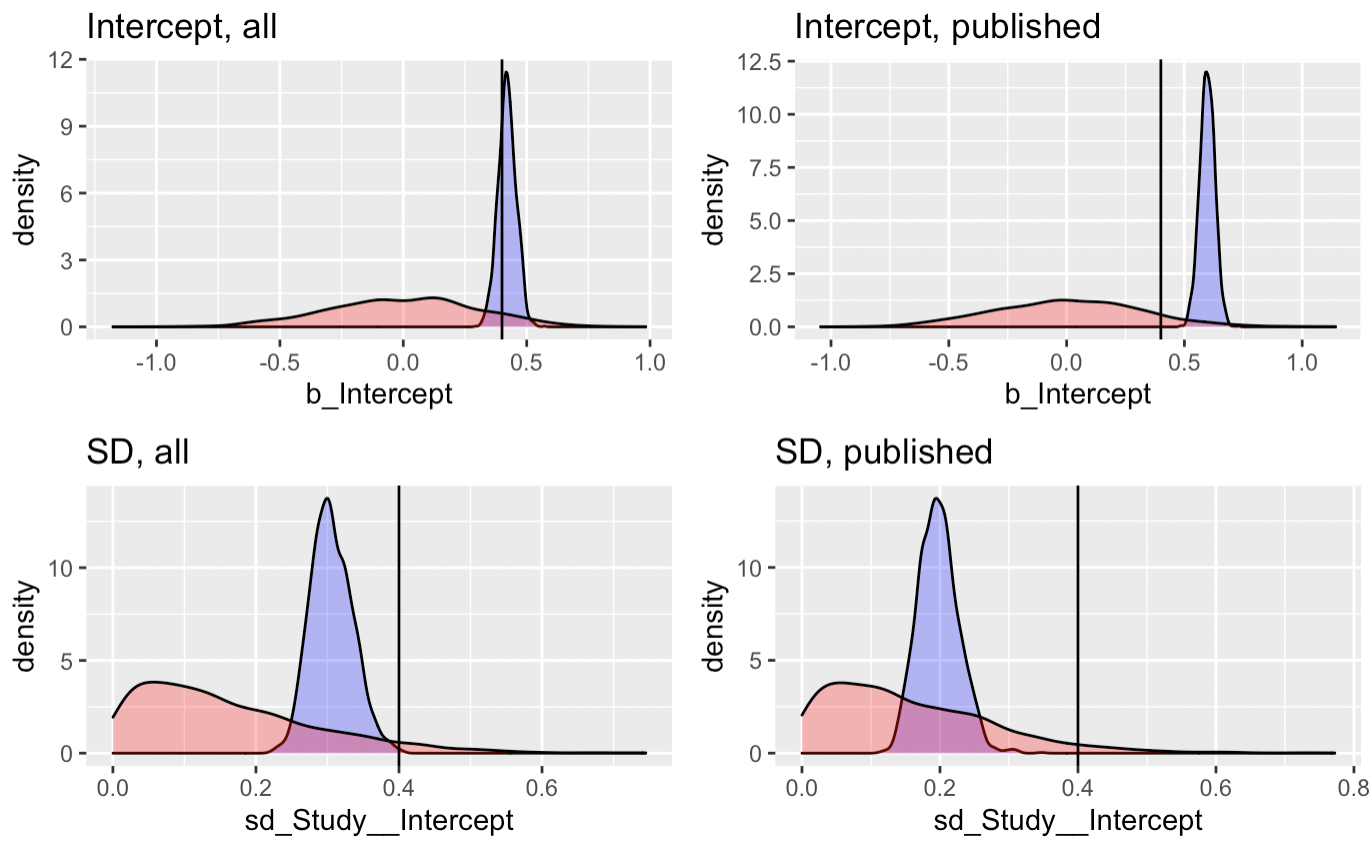 Intercept, all
12
9
6
3
0
density
-1.0 -0.5 0.0 0.5 1.0
b_Intercept
Intercept, published
12.5
10.0
7.5
5.0
2.5
0.0
density
-1.0 -0.5 0.0 0.5 1.0
b_Intercept
SD, all
10
5
0
density
0.0 0.2 0.4 0.6
sd_Study__Intercept
SD, published
10
5
0
density
0.0 0.2 0.4 0.6 0.8
sd_Study__Intercept